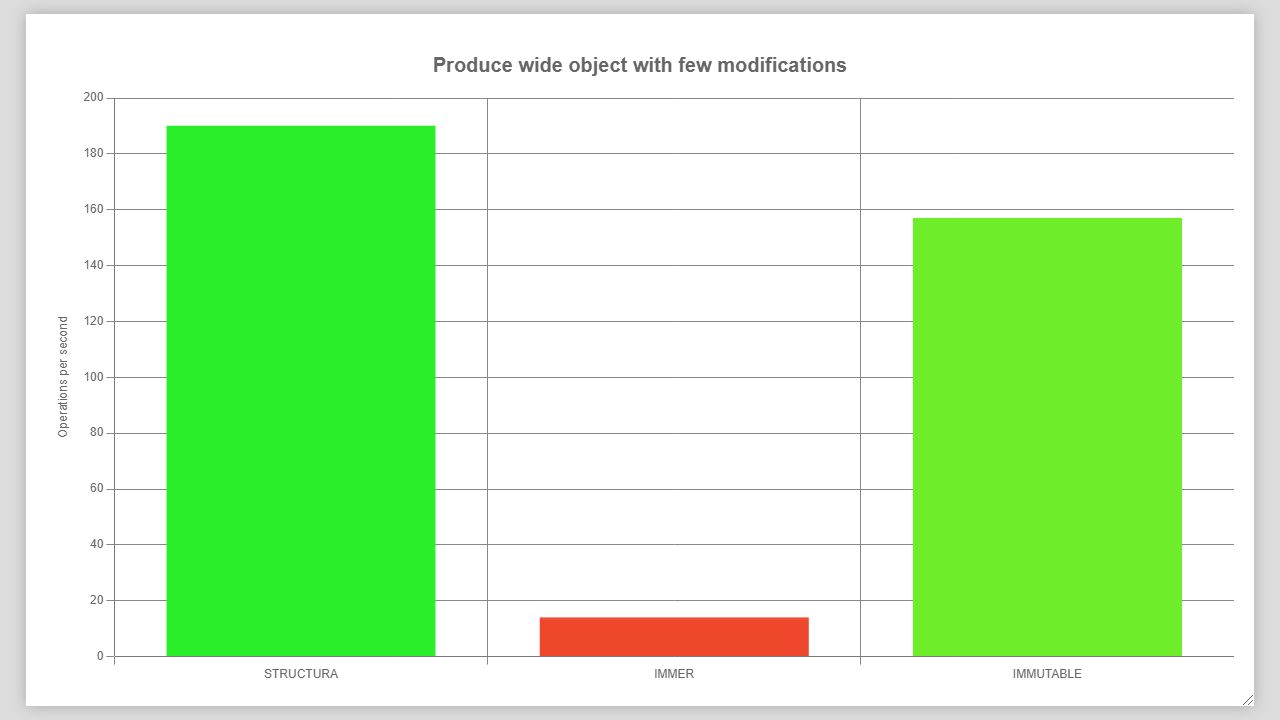 Produce wide object with few modifications
200
180
160
140
120
100
80
60
40
20
0
Operations per second
STRUCTURA
IMMER
IMMUTABLE